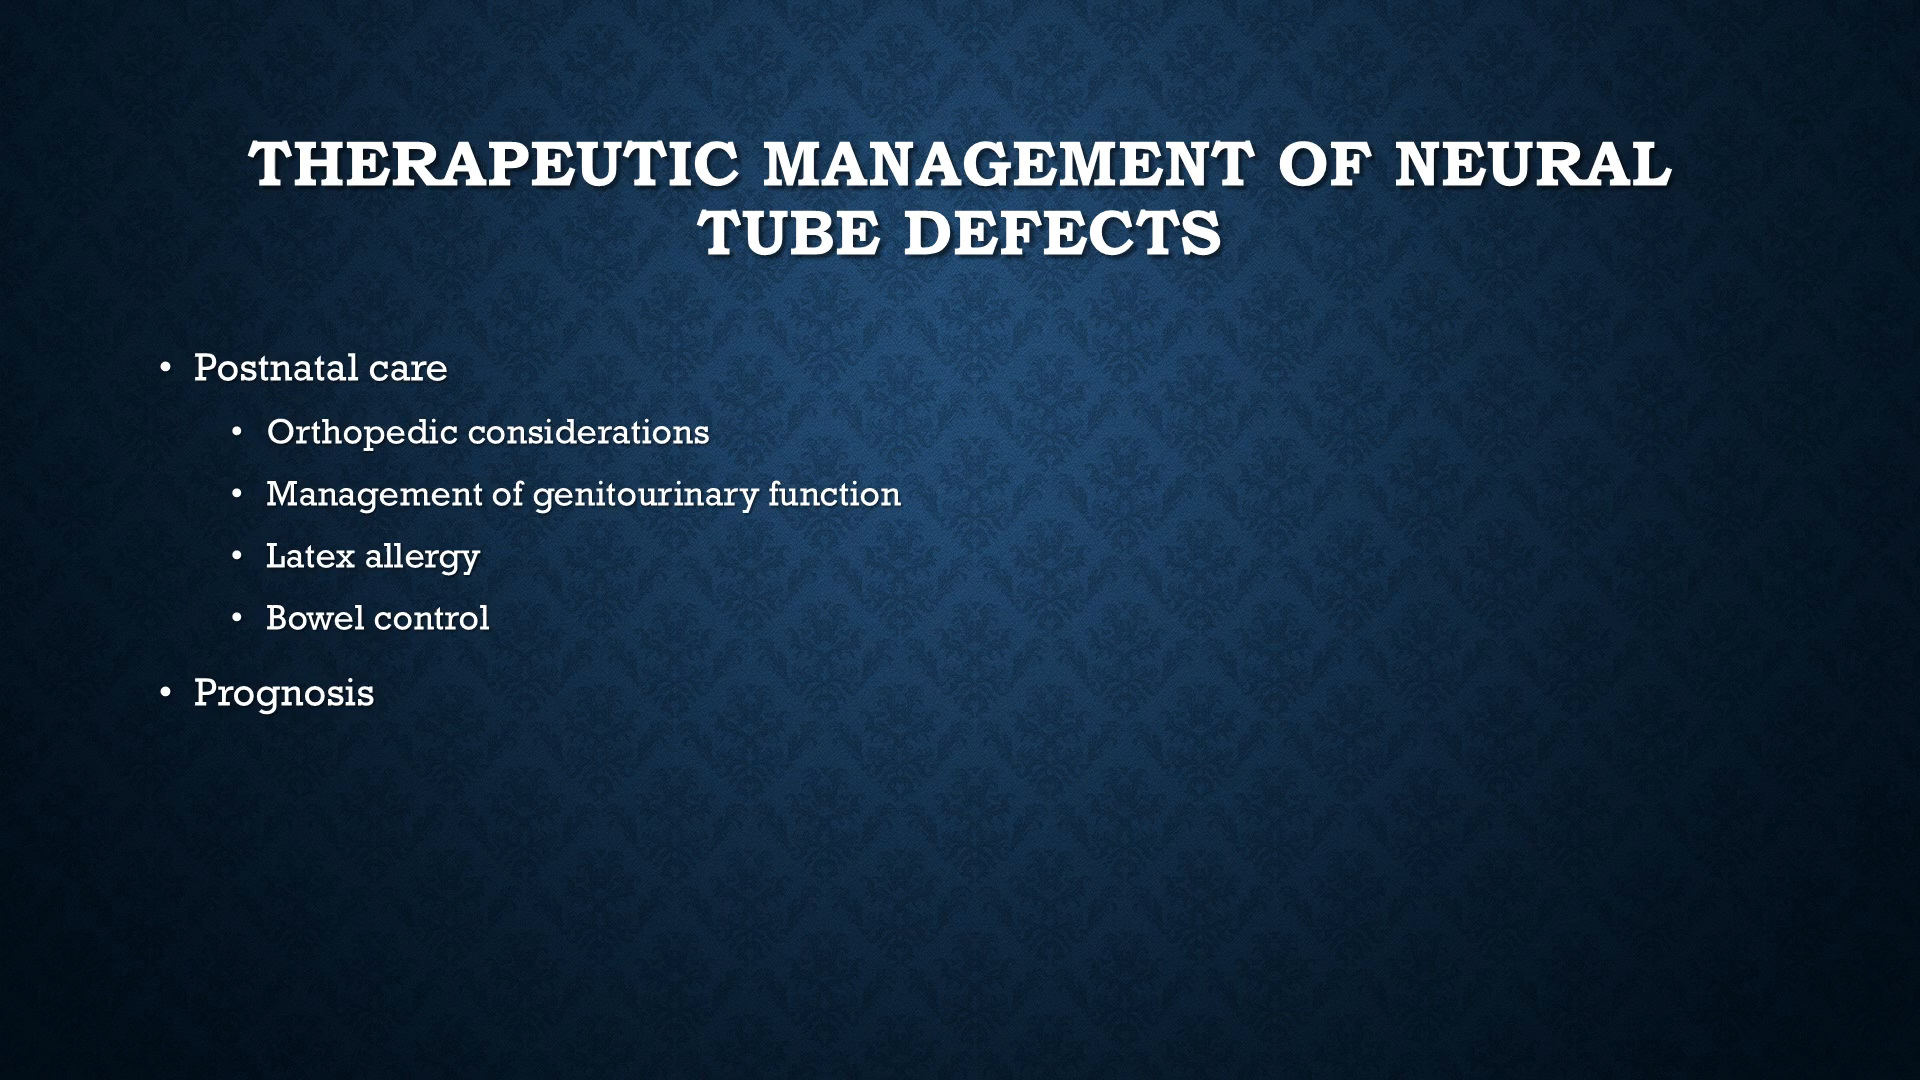 THERAPEUTIC MANAGEMENT OF NEURAL
TUBE DEFECTS
• Postnatal care
• Orthopedic considerations
• Management of genitourinary function
• Latex allergy
• Bowel control
• Prognosis